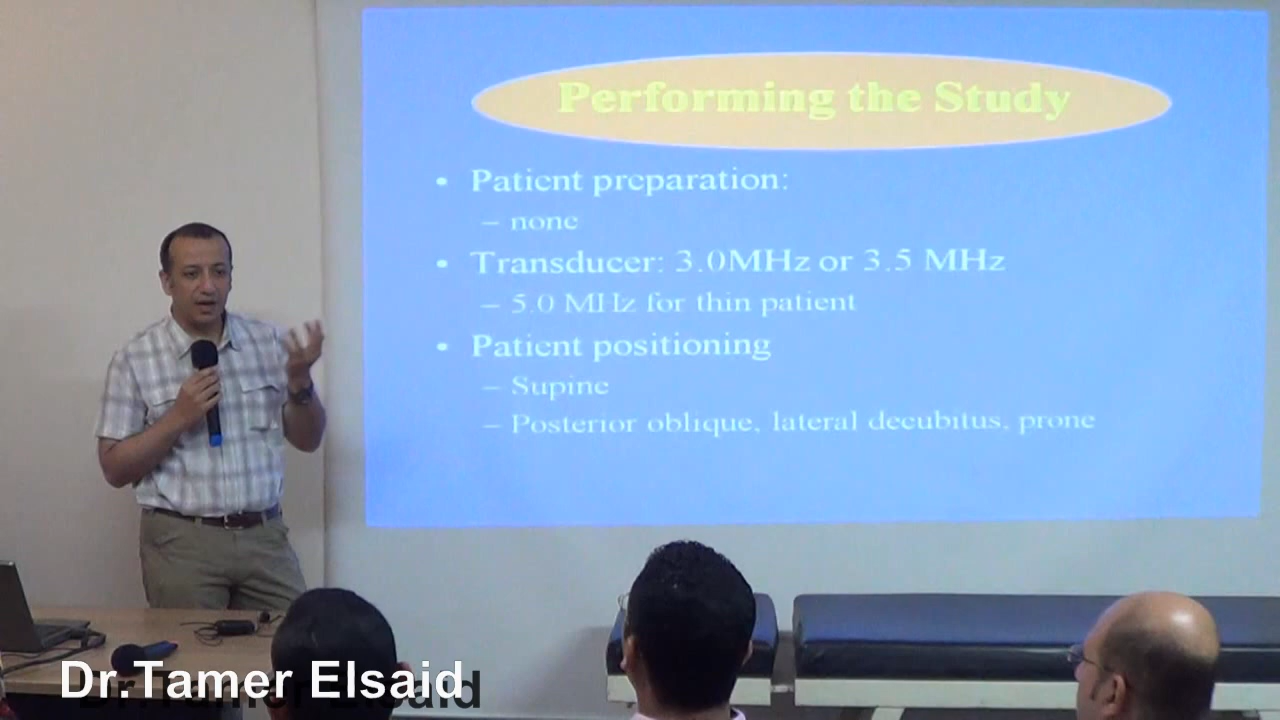 Performing the Study
• Patient preparation:
– none
• Transducer: 3.0MHz or 3.5 MHz
– 5.0 MHz for thin patient
• Patient positioning
– Supine
– Posterior oblique, lateral decubitus, prone
Dr.Tamer Elsaid